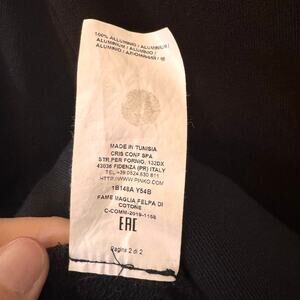 100% ALLUMINIO / ALUMINIUM /
ALUMINIUM / ALUMINIO /
MADE IN TUNISIA
CRIS CONF SPA
STR.PER FORNIO, 132DX
43036 FIDENZA (PR) ITALY
TEL +39 0524 530 811
HTTP://WWW.PINKO.COM
1B148A Y54B
FAME MAGLIA FELPA DI
COTONE
C-COMM-2019-1158
EAC
Pagina 2 di 2